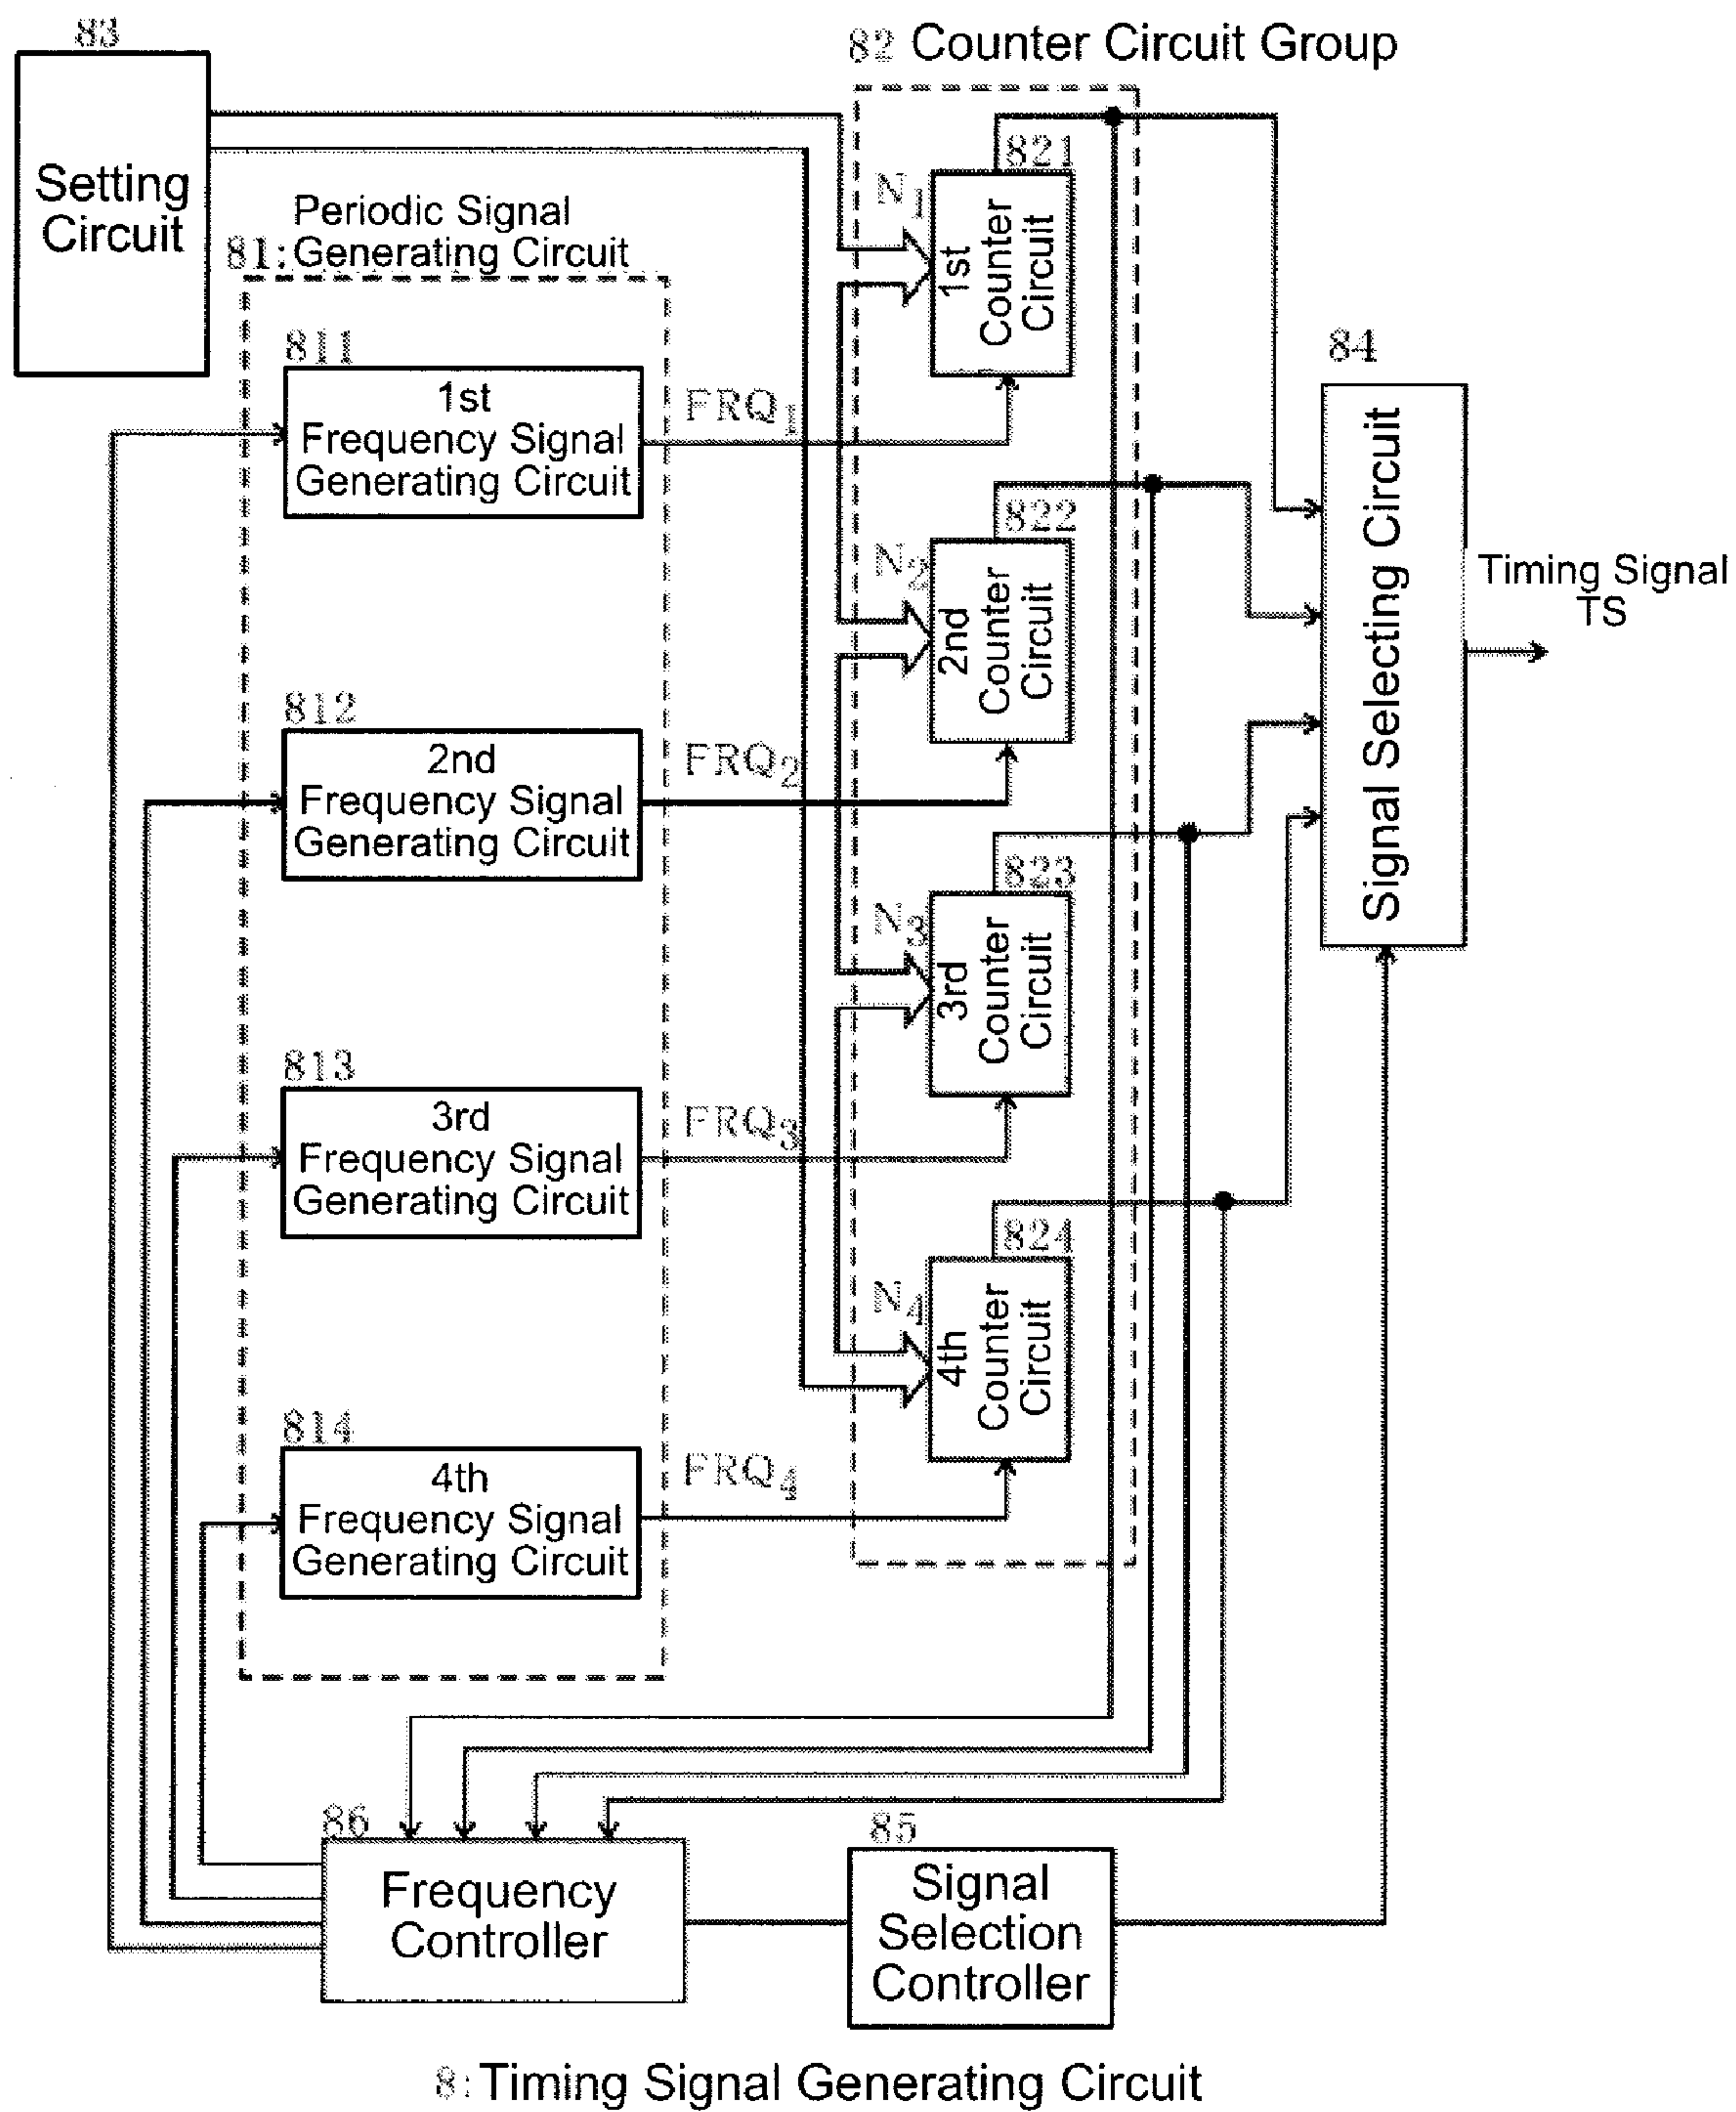 83
Setting
Circuit
82 Counter Circuit Group
Periodic Signal
81: Generating Circuit
811
1st
Frequency Signal
Generating Circuit
FRQ1
812
2nd
Frequency Signal
Generating Circuit
FRQ2
813
3rd
Frequency Signal
Generating Circuit
FRQ3
814
4th
Frequency Signal
Generating Circuit
FRQ4
821
N1
1st
Counter
Circuit
822
N2
2nd
Counter
Circuit
823
N3
3rd
Counter
Circuit
824
N4
4th
Counter
Circuit
84
Signal Selecting Circuit
Timing Signal
TS
86
Frequency
Controller
85
Signal
Selection
Controller
8: Timing Signal Generating Circuit